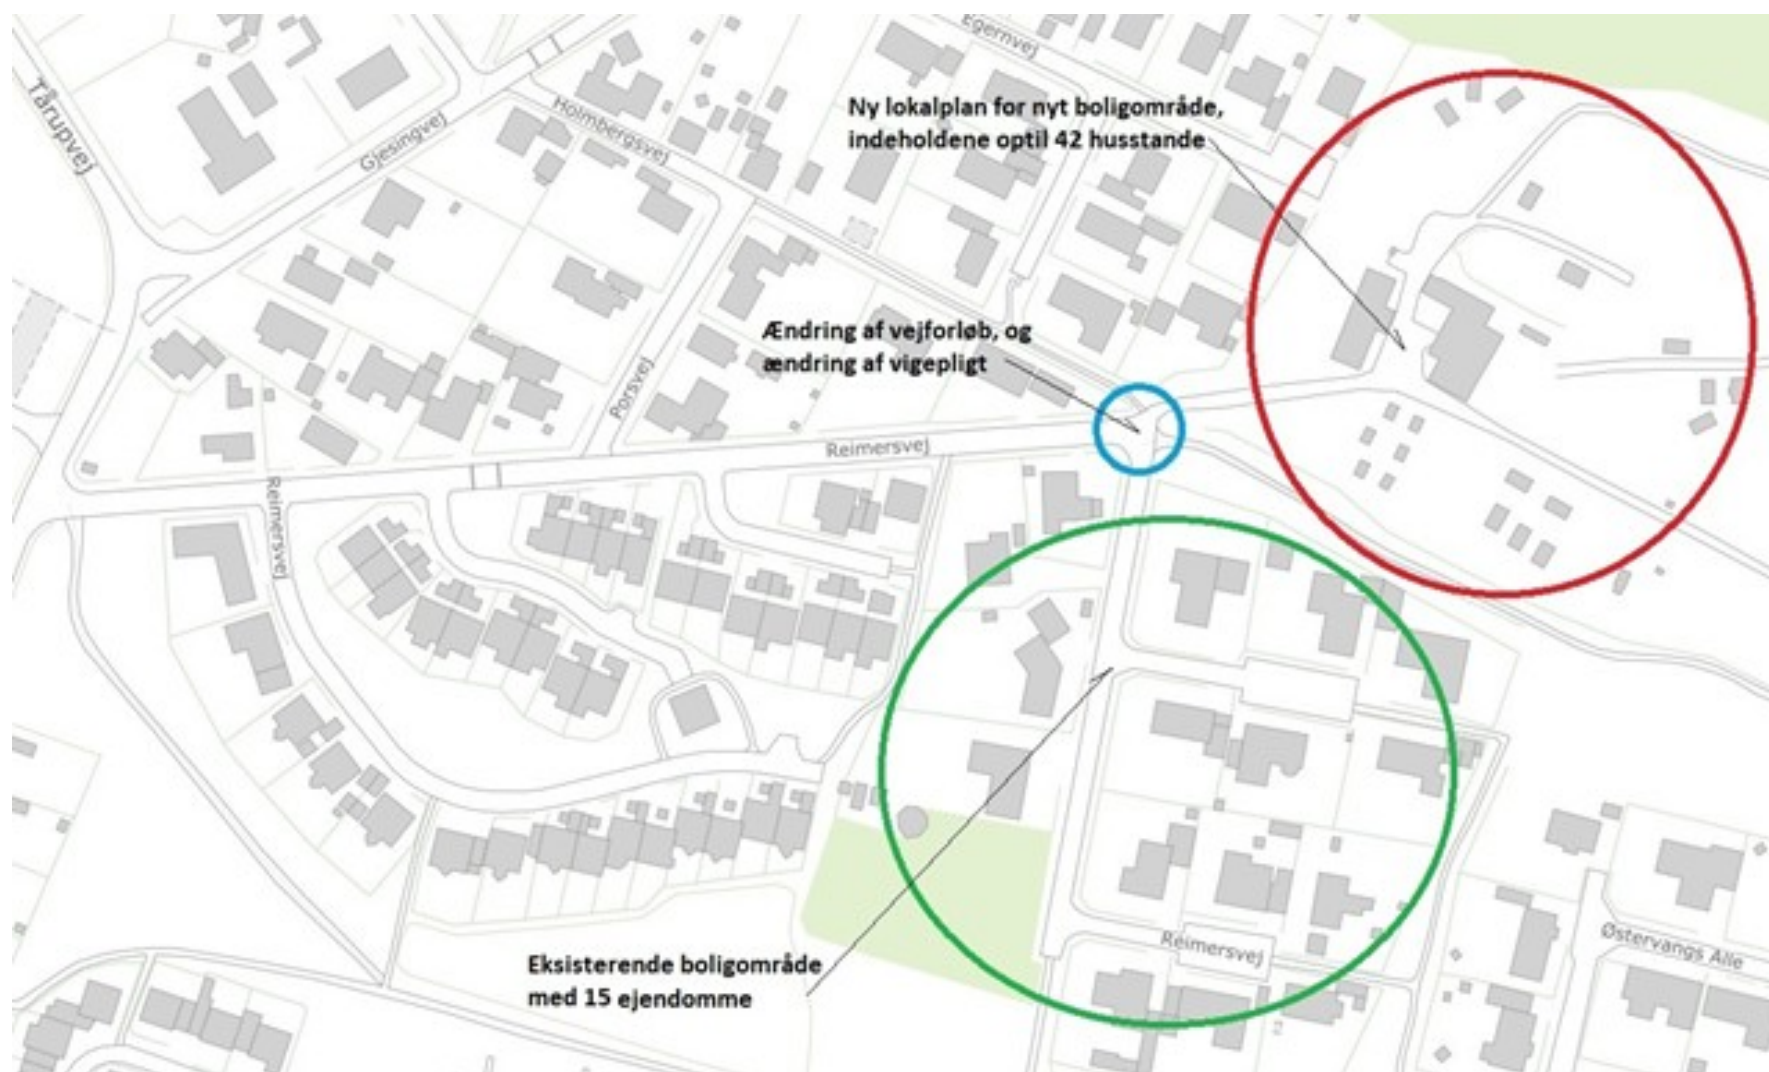 Egernvej
Tårupvej
Gjesingvej
Holmbergsvej
Ny lokalplan for nyt boligområde,
indeholdene optil 42 husstande
Ændring af vejforløb, og
ændring af vigepligt
Porsvej
Reimersvej
Reimersvej
Eksisterende boligområde
med 15 ejendomme
Reimersvej
Østervangs Alle